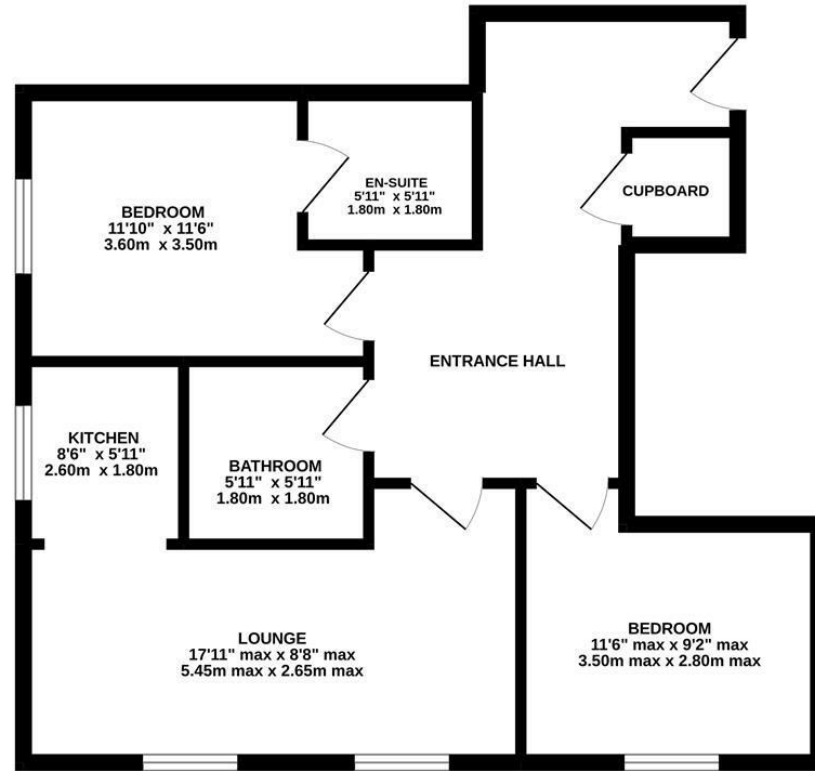 EN-SUITE
5'11" x 5'11"
1.80m x 1.80m
CUPBOARD
BEDROOM
11'10" x 11'6"
3.60m x 3.50m
ENTRANCE HALL
KITCHEN
8'6" x 5'11"
2.60m x 1.80m
BATHROOM
5'11" x 5'11"
1.80m x 1.80m
LOUNGE
17'11" max x 8'8" max
5.45m max x 2.65m max
BEDROOM
11'6" max x 9'2" max
3.50m max x 2.80m max